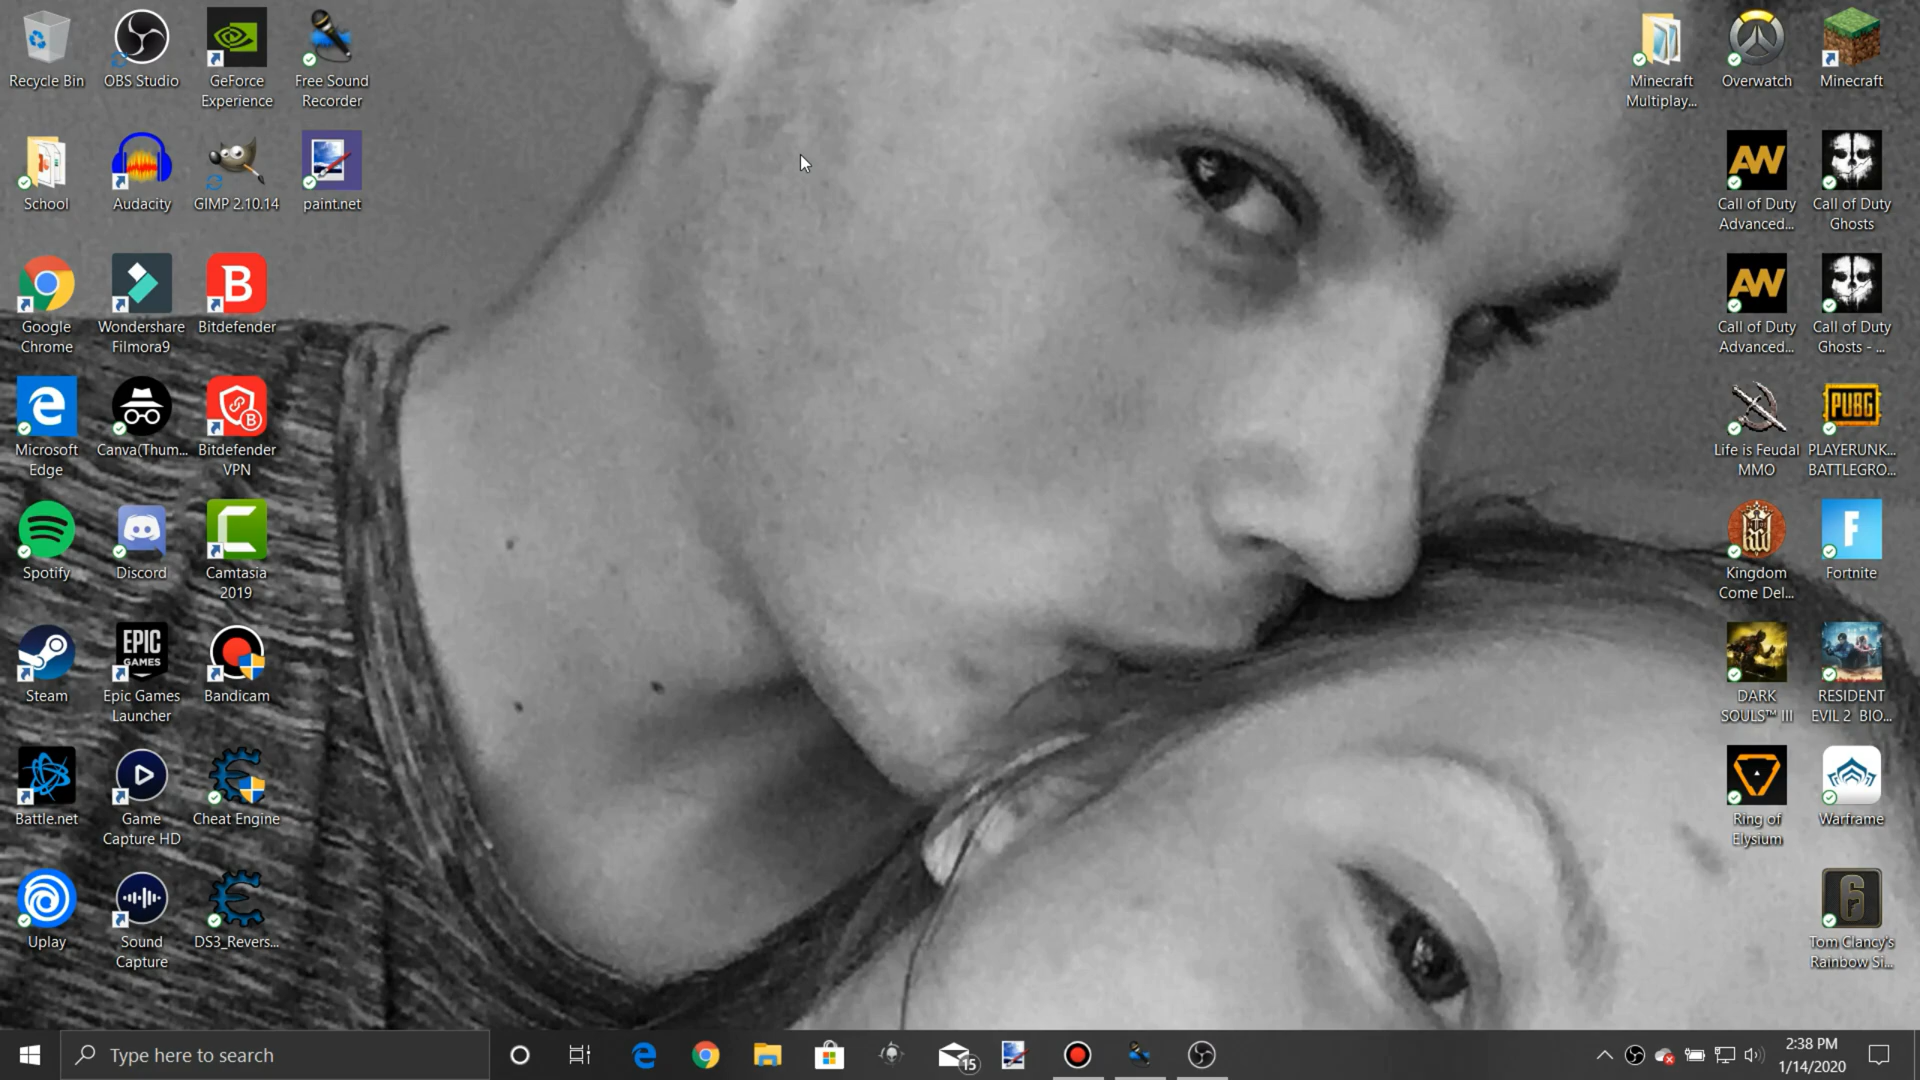 Recycle Bin
OBS Studio
GeForce
Experience
Free Sound
Recorder
Minecraft
Multiplay...
Overwatch
Minecraft
School
Audacity
GIMP 2.10.14
paint.net
AW
Call of Duty
Advanced...
Call of Duty
Ghosts
Google
Chrome
Wondershare
Filmora9
B
Bitdefender
AW
Call of Duty
Advanced...
Call of Duty
Ghosts - ...
Microsoft
Edge
Canva(Thum...
B
Bitdefender
VPN
Life is Feudal
MMO
PUBG
PLAYERUNK...
BATTLEGRO...
Spotify
Discord
Camtasia
2019
Kingdom
Come Del...
F
Fortnite
Steam
EPIC
GAMES
Epic Games
Launcher
Bandicam
DARK
SOULS™ III
RESIDENT
EVIL 2 BIO...
Battle.net
Game
Capture HD
Cheat Engine
Ring of
Elysium
Warframe
Uplay
Sound
Capture
DS3_Revers...
6
Tom Clancy's
Rainbow Si...
Type here to search
15
2:38 PM
1/14/2020